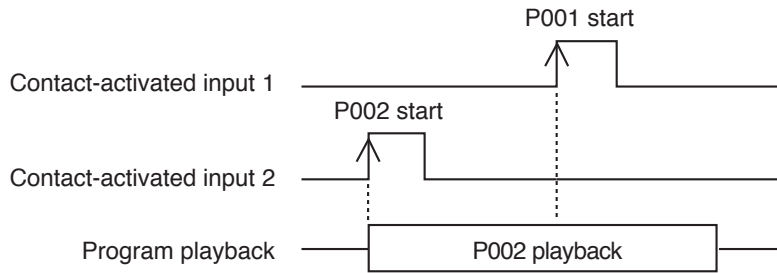 P001 start
Contact-activated input 1
P002 start
Contact-activated input 2
Program playback
P002 playback